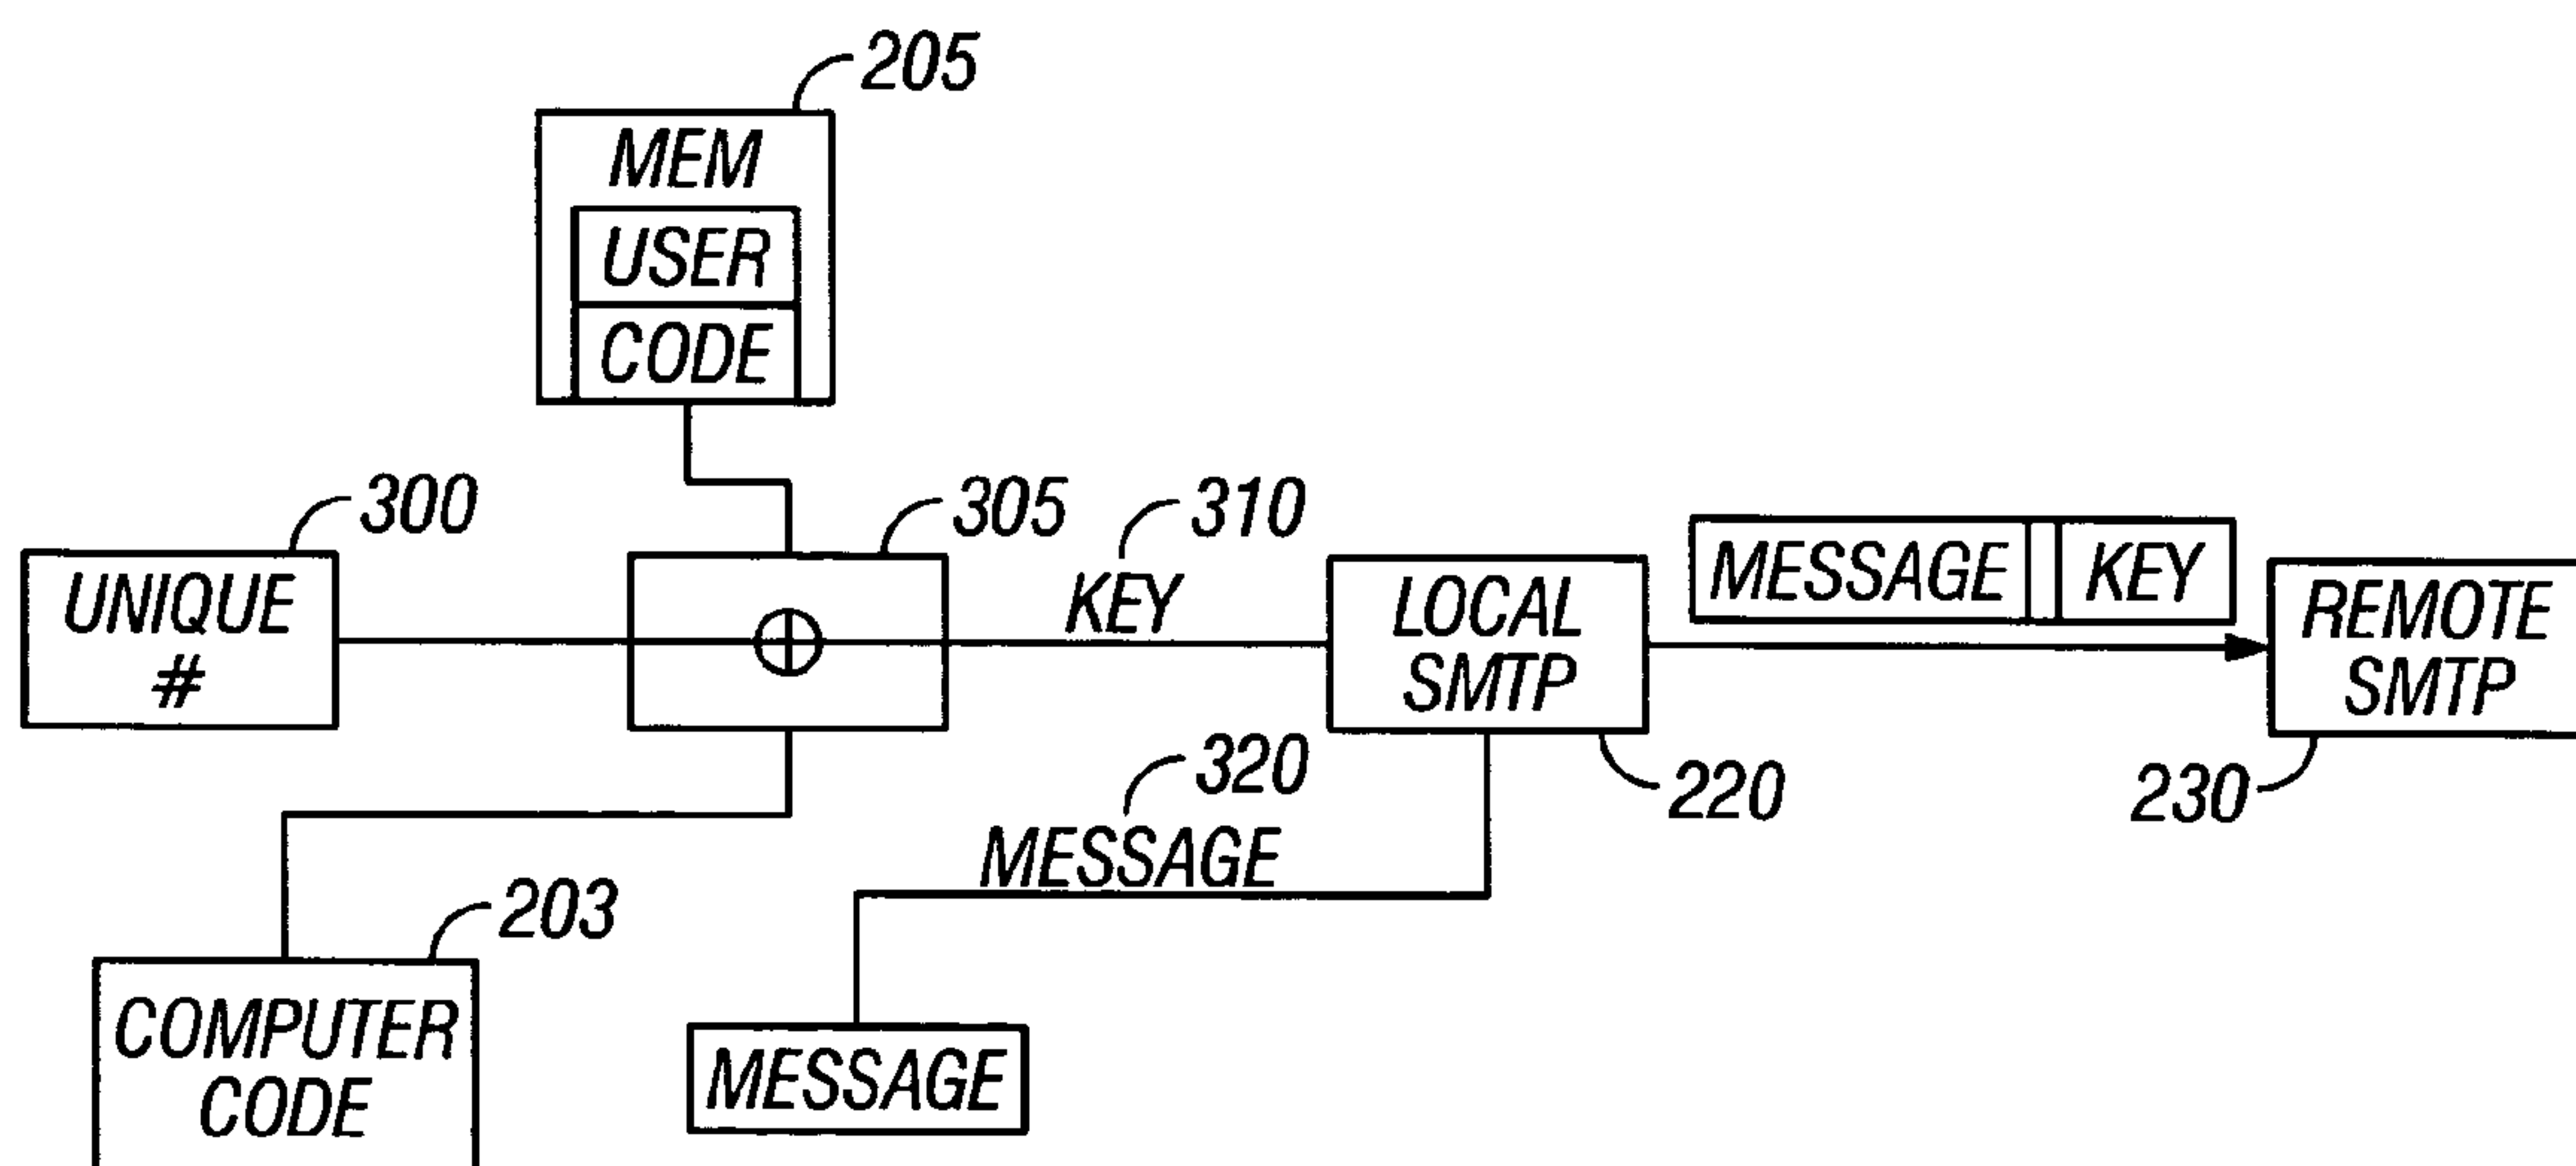 205
MEM
USER
CODE
300
305
310
UNIQUE
#
KEY
LOCAL
SMTP
MESSAGE KEY
REMOTE
SMTP
320
220
230
MESSAGE
203
COMPUTER
CODE
MESSAGE